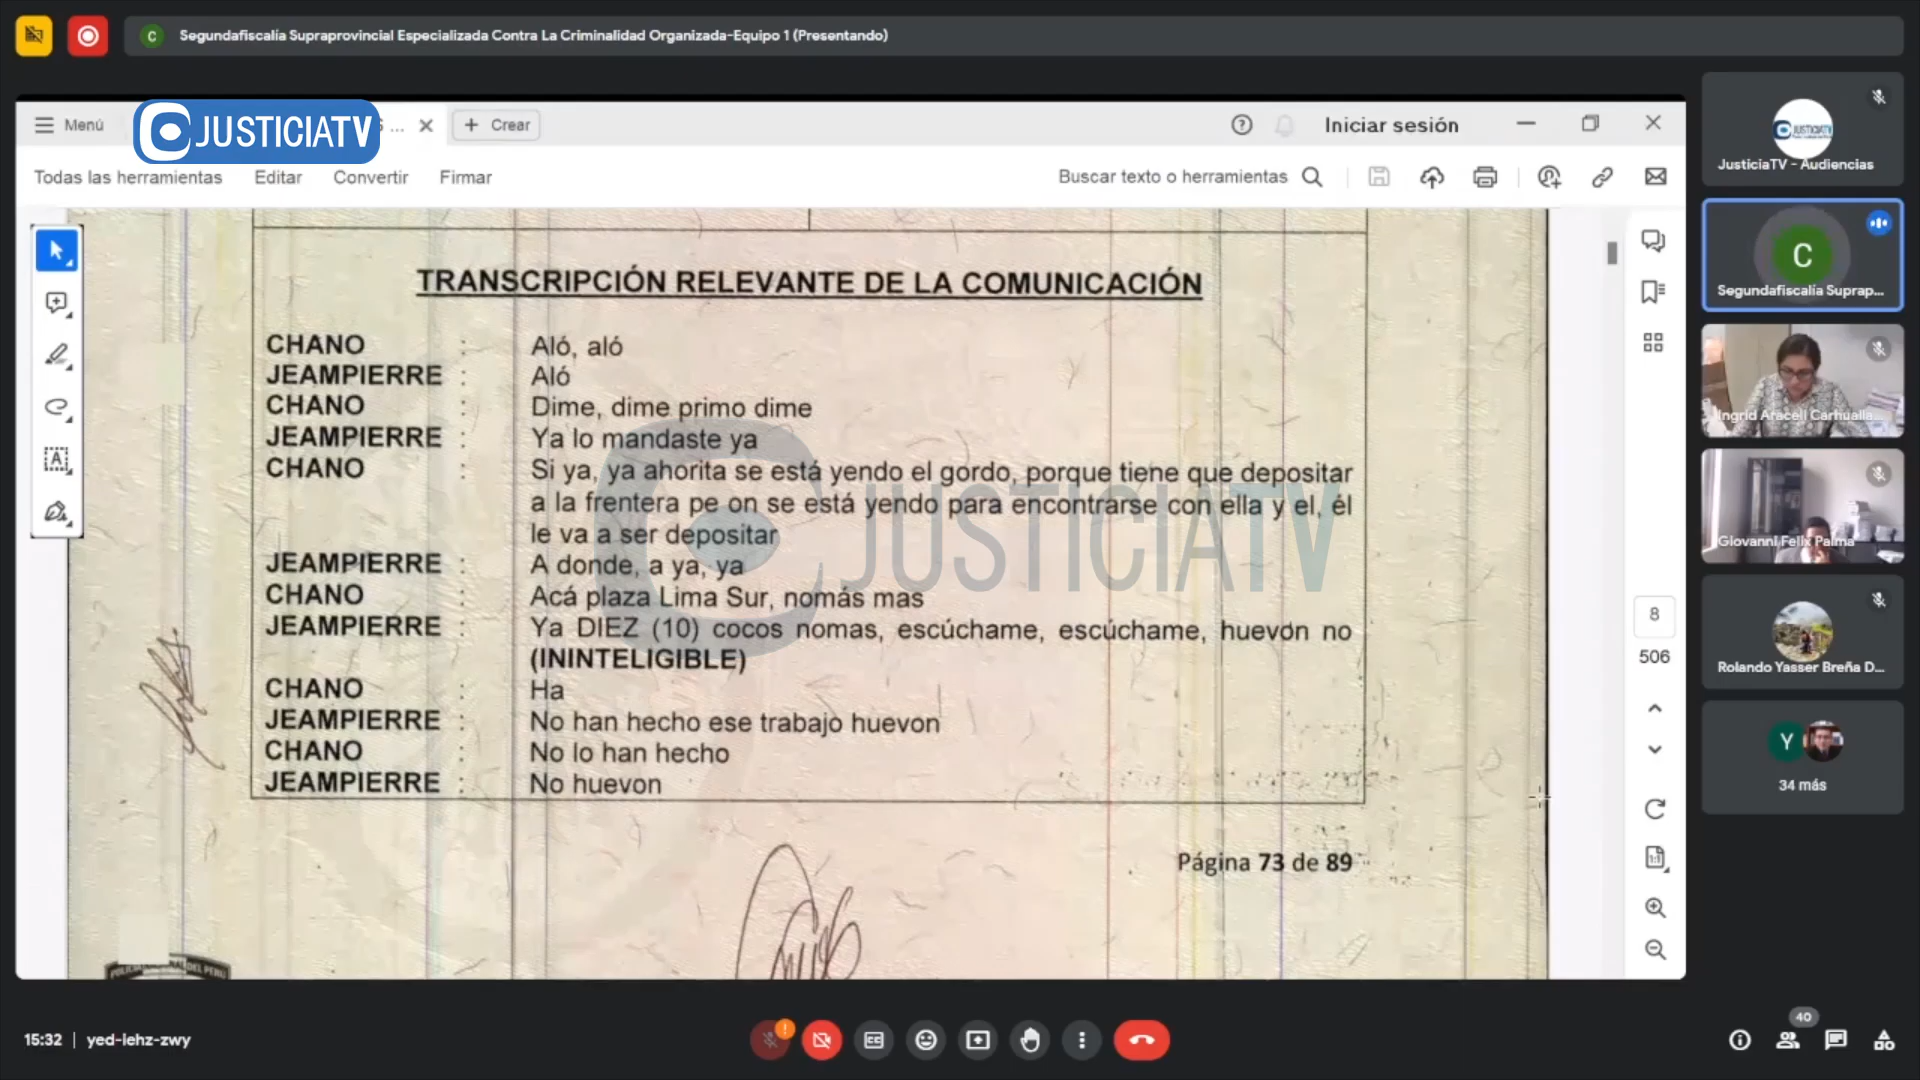 C Segundafiscalía Supraprovincial Especializada Contra La Criminalidad Organizada-Equipo 1 (Presentando)
Menú
JUSTICIATV
S ...
+ Crear
Iniciar sesión
Todas las herramientas Editar Convertir Firmar
Buscar texto o herramientas
TRANSCRIPCIÓN RELEVANTE DE LA COMUNICACIÓN
CHANO : Aló, aló
JEAMPIERRE : Aló
CHANO : Dime, dime primo dime
JEAMPIERRE : Ya lo mandaste ya
CHANO : Si ya, ya ahorita se está yendo el gordo, porque tiene que depositar
a la frentera pe on se está yendo para encontrarse con ella y el, él
le va a ser depositar
JEAMPIERRE : A donde, a ya, ya
CHANO : Acá plaza Lima Sur, nomás mas
JEAMPIERRE : Ya DIEZ (10) cocos nomas, escúchame, escúchame, huevon no
(ININTELIGIBLE)
CHANO : Ha
JEAMPIERRE : No han hecho ese trabajo huevon
CHANO : No lo han hecho
JEAMPIERRE : No huevon
JUSTICIATV
Página 73 de 89
POLICIA NACIONAL DEL PERU
8
506
JUSTICIATV
JusticiaTV - Audiencias
C
Segundafiscalía Suprap...
Ingrid Araceli Carhualla...
Giovanni Felix Palma
Rolando Yasser Breña D...
Y
34 más
15:32 | yed-iehz-zwy
40